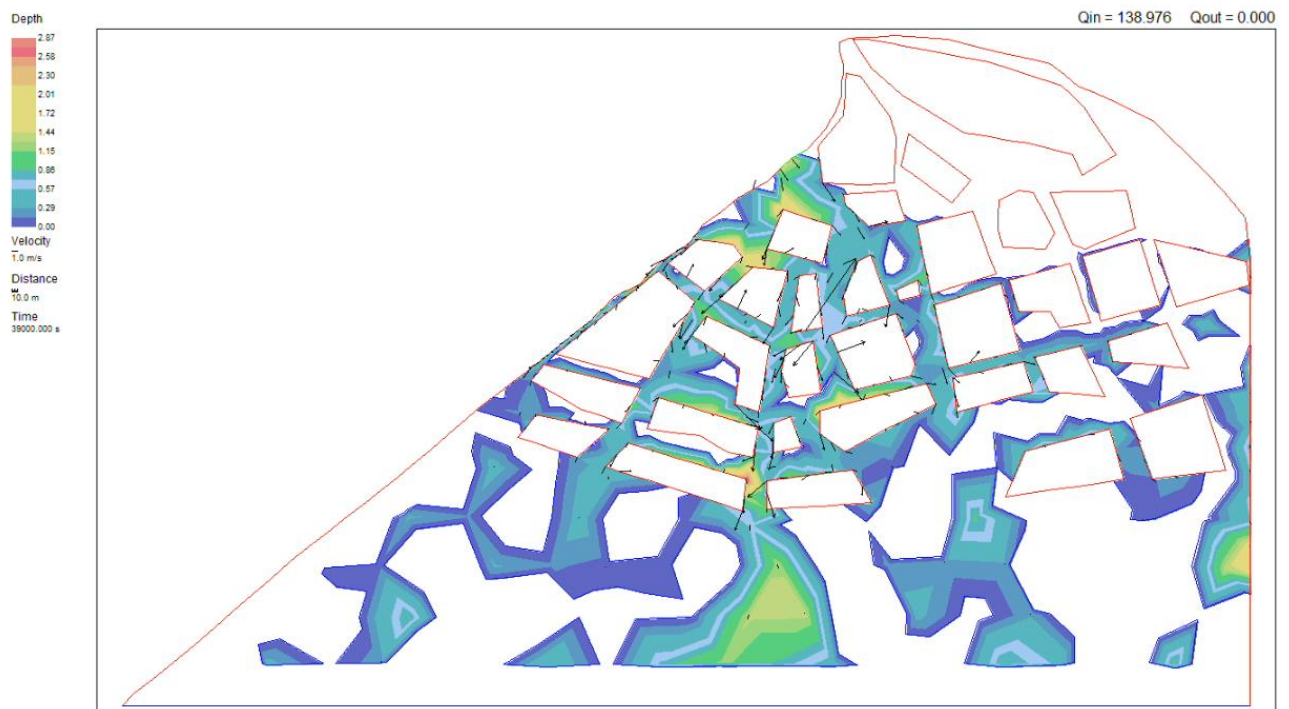 Qin = 138.976 Qout = 0.000
Depth
2.87
2.58
2.30
2.01
1.72
1.44
1.15
0.86
0.57
0.29
0.00
Velocity
1.0 m/s
Distance
10.0 m
Time
39000.000 s